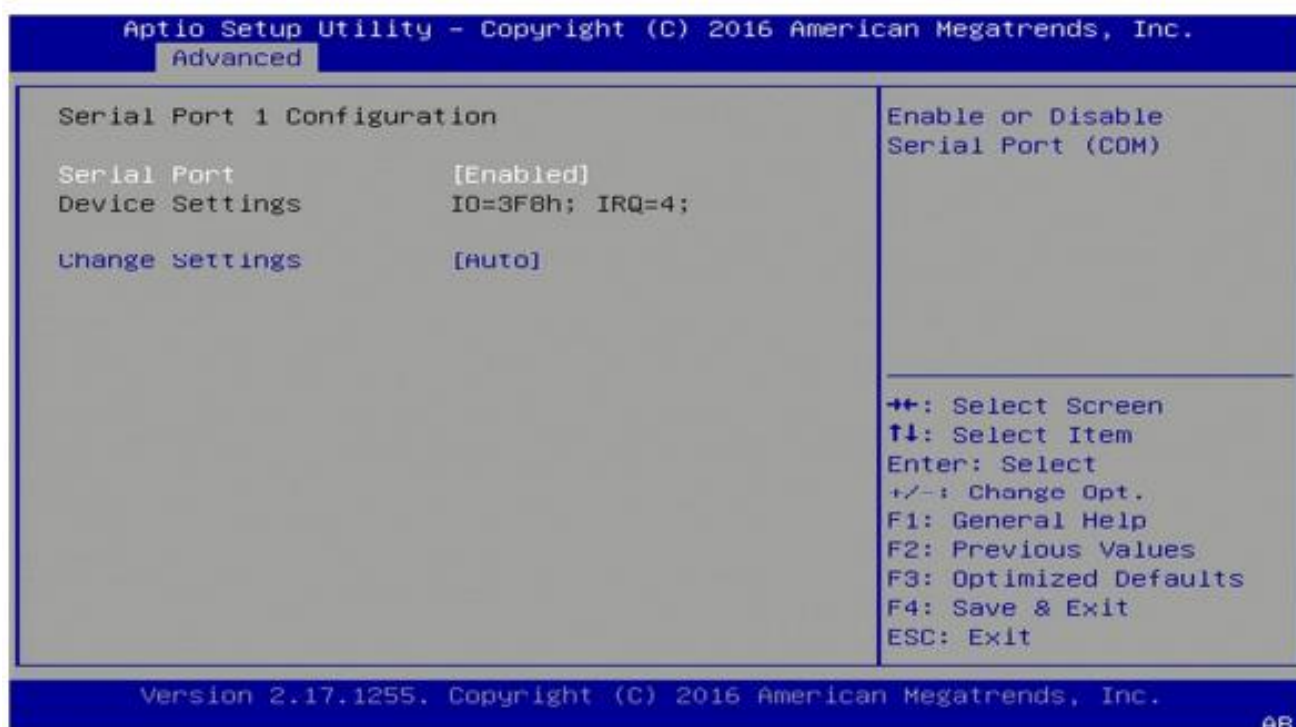 Aptio Setup Utility – Copyright (C) 2016 American Megatrends, Inc.
Advanced
Serial Port 1 Configuration
Serial Port [Enabled]
Device Settings IO=3F8h; IRQ=4;
Change Settings [Auto]
Enable or Disable
Serial Port (COM)
→←: Select Screen
↑↓: Select Item
Enter: Select
+/-: Change Opt.
F1: General Help
F2: Previous Values
F3: Optimized Defaults
F4: Save & Exit
ESC: Exit
Version 2.17.1255. Copyright (C) 2016 American Megatrends, Inc.
AB